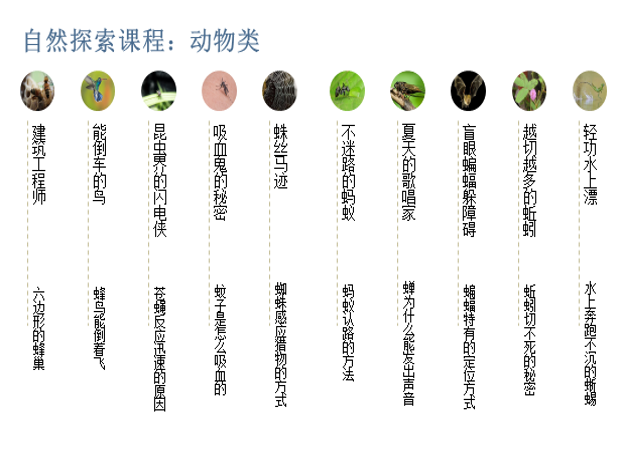 自然探索课程：动物类
建筑工程师
能倒车的鸟
昆虫界的闪电侠
吸血鬼的秘密
蛛丝马迹
不迷路的蚂蚁
夏天的歌唱家
盲眼蝙蝠躲障碍
越切越多的蚯蚓
轻功水上漂
六边形的蜂巢
蜂鸟能倒着飞
苍蝇反应迅速的原因
蚊子是怎么吸血的
蜘蛛感应猎物的方式
蚂蚁认路的方法
蝉为什么能发出声音
蝙蝠特有的定位方式
蚯蚓切不死的秘密
水上奔跑不沉的蜥蜴